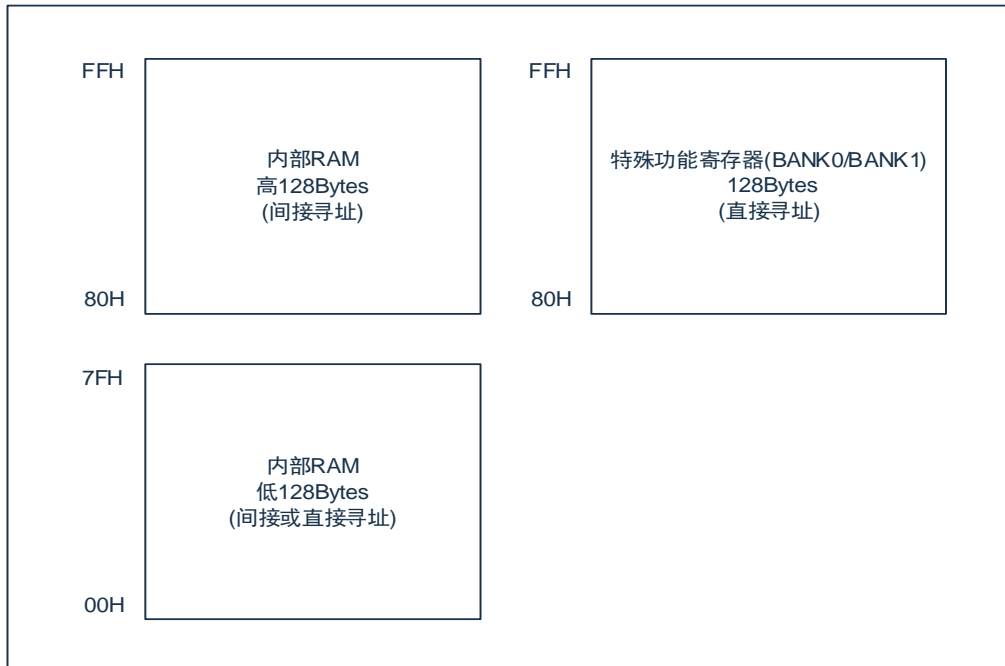 FFH
内部RAM
高128Bytes
(间接寻址)
80H
FFH
特殊功能寄存器(BANK0/BANK1)
128Bytes
(直接寻址)
80H
7FH
内部RAM
低128Bytes
(间接或直接寻址)
00H